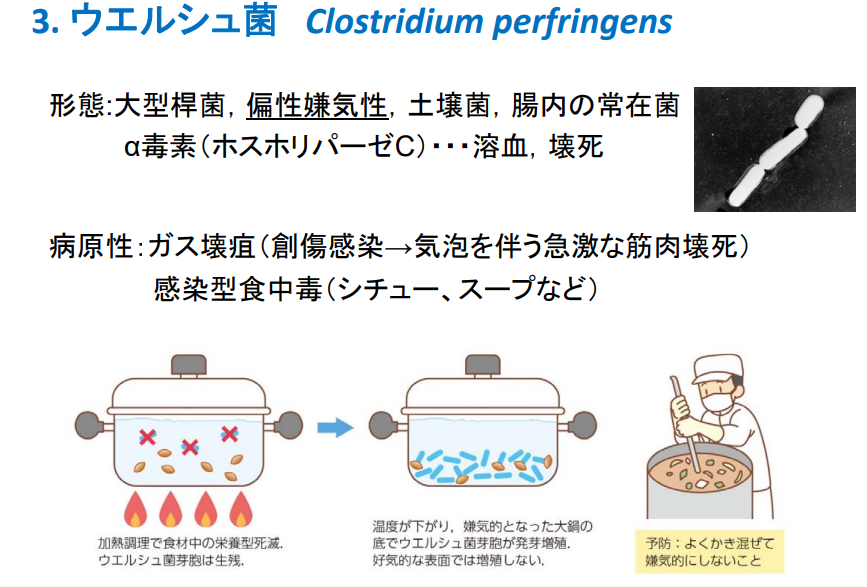 3. ウエルシュ菌 Clostridium perfringens
形態:大型桿菌，偏性嫌気性，土壌菌，腸内の常在菌
α毒素（ホスホリパーゼC）・・・溶血，壊死
病原性：ガス壊疽（創傷感染→気泡を伴う急激な筋肉壊死）
感染型食中毒（シチュー、スープなど）
加熱調理で食材中の栄養型死滅.
ウエルシュ菌芽胞は生残.
温度が下がり，嫌気的となった大鍋の
底でウエルシュ菌芽胞が発芽増殖.
好気的な表面では増殖しない.
予防：よくかき混ぜて
嫌気的にしないこと